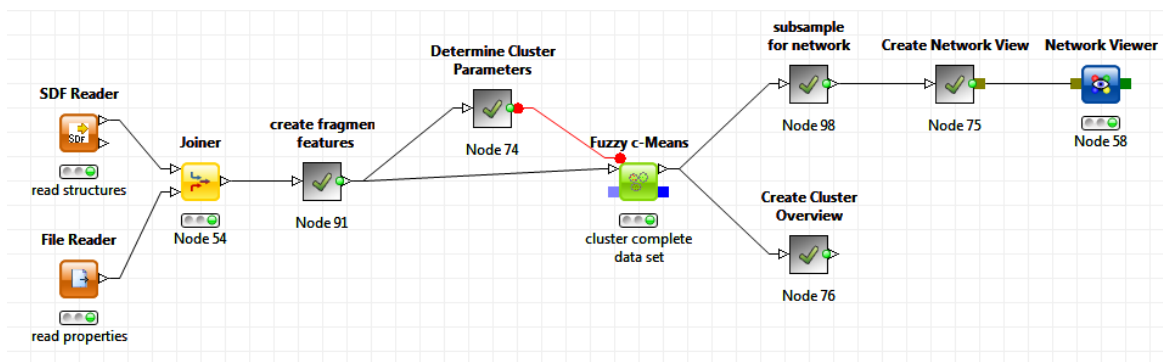 SDF Reader
SDF
read structures
File Reader
read properties
Joiner
Node 54
create fragmen
features
Node 91
Determine Cluster
Parameters
Node 74
Fuzzy c-Means
cluster complete
data set
subsample
for network
Node 98
Create Network View
Node 75
Network Viewer
Node 58
Create Cluster
Overview
Node 76